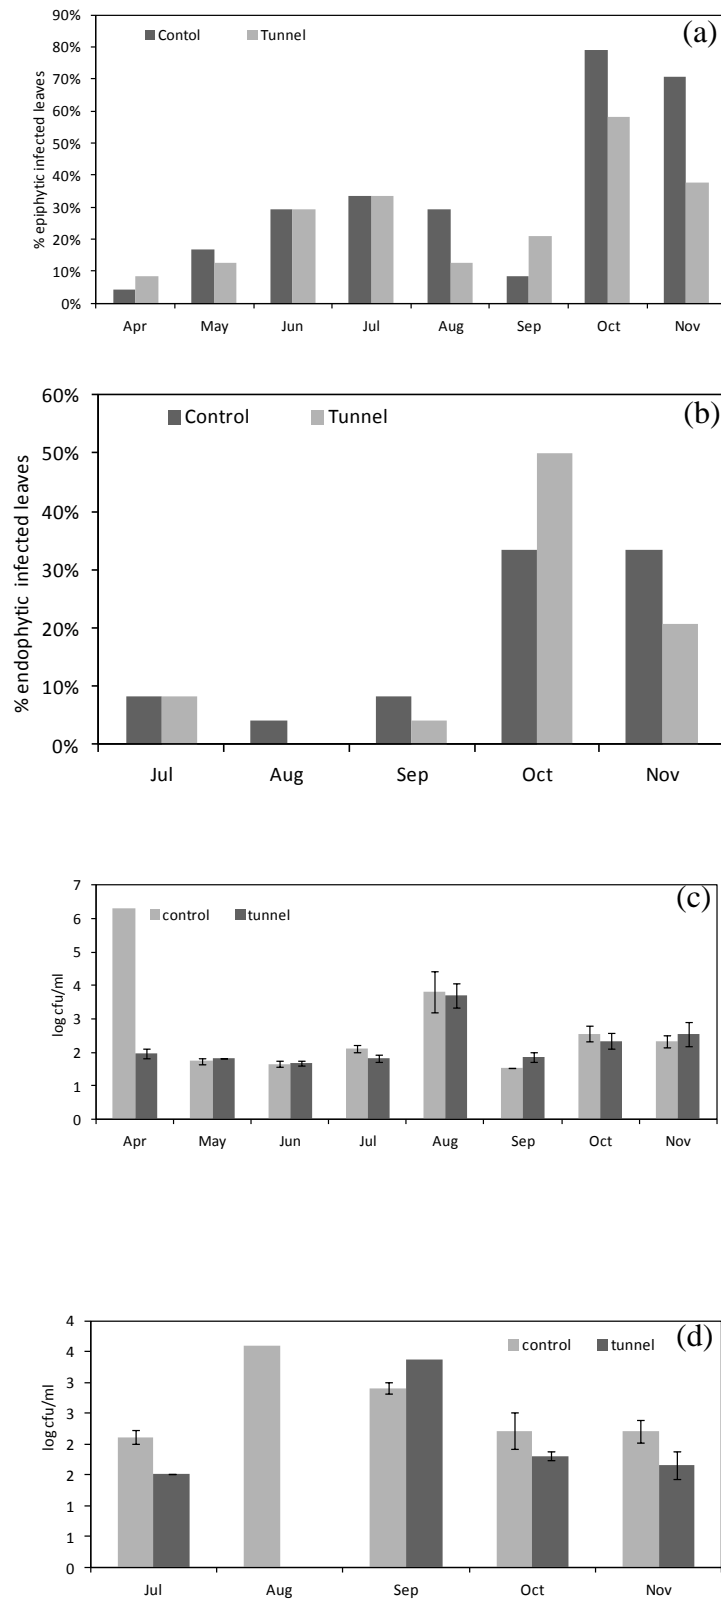 90%
80%
70%
60%
50%
40%
30%
20%
10%
0%
% epiphytic infected leaves
Contol Tunnel
(a)
Apr May Jun Jul Aug Sep Oct Nov
60%
50%
40%
30%
20%
10%
0%
% endophytic infected leaves
Control Tunnel
(b)
Jul Aug Sep Oct Nov
7
6
5
4
3
2
1
0
log cfu/ml
control tunnel
(c)
Apr May Jun Jul Aug Sep Oct Nov
4
4
3
3
2
2
1
1
0
log cfu/ml
control tunnel
(d)
Jul Aug Sep Oct Nov